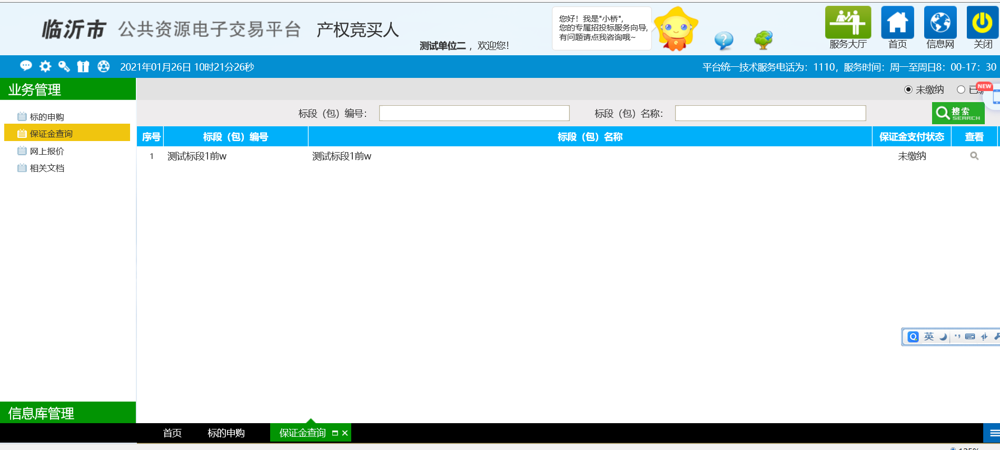 临沂市 公共资源电子交易平台 产权竞买人
测试单位二 ，欢迎您！
您好！我是"小桥",
您的专属招投标服务向导,
有问题请点我咨询哦~
服务大厅 首页 信息网 关闭
2021年01月26日 10时21分26秒
平台统一技术服务电话为：1110，服务时间：周一至周日8：00-17：30
业务管理
标的申购
保证金查询
网上报价
相关文档
信息库管理
未缴纳 已
NEW
标段（包）编号： 标段（包）名称： 搜索 SEARCH
序号 标段（包）编号 标段（包）名称 保证金支付状态 查看
1 测试标段1前w 测试标段1前w 未缴纳
英
首页 标的申购 保证金查询